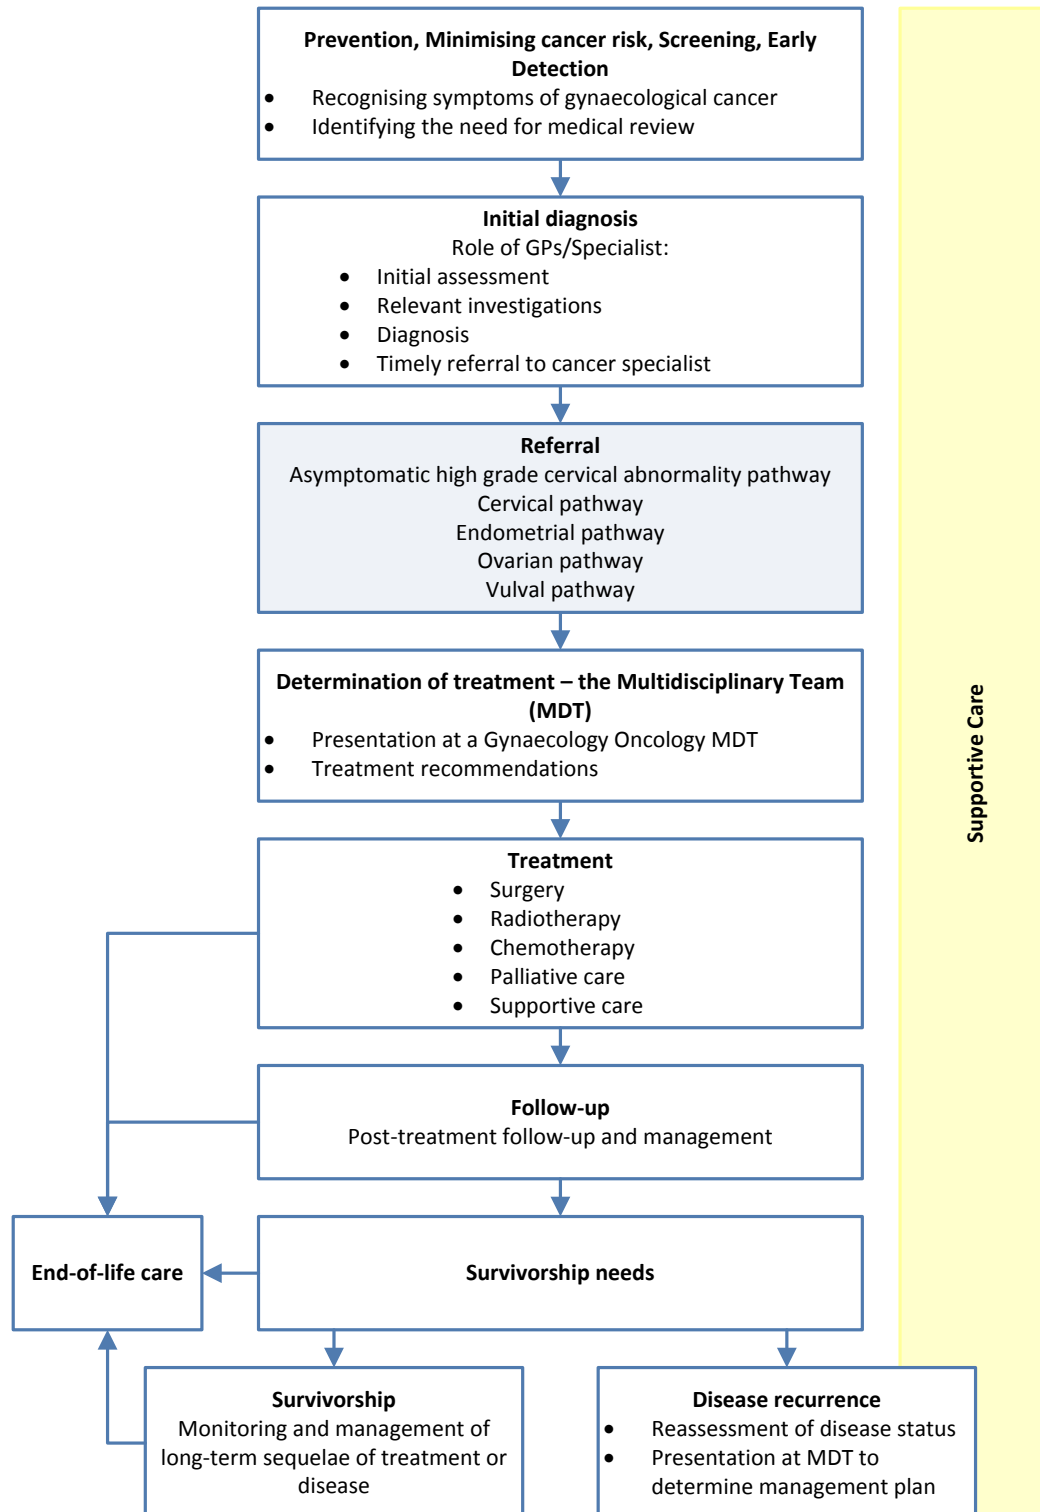 Prevention, Minimising cancer risk, Screening, Early
Detection
• Recognising symptoms of gynaecological cancer
• Identifying the need for medical review
Initial diagnosis
Role of GPs/Specialist:
• Initial assessment
• Relevant investigations
• Diagnosis
• Timely referral to cancer specialist
Referral
Asymptomatic high grade cervical abnormality pathway
Cervical pathway
Endometrial pathway
Ovarian pathway
Vulval pathway
Determination of treatment – the Multidisciplinary Team
(MDT)
• Presentation at a Gynaecology Oncology MDT
• Treatment recommendations
Treatment
• Surgery
• Radiotherapy
• Chemotherapy
• Palliative care
• Supportive care
Follow-up
Post-treatment follow-up and management
End-of-life care
Survivorship needs
Survivorship
Monitoring and management of
long-term sequelae of treatment or
disease
Disease recurrence
• Reassessment of disease status
• Presentation at MDT to
determine management plan
Supportive Care